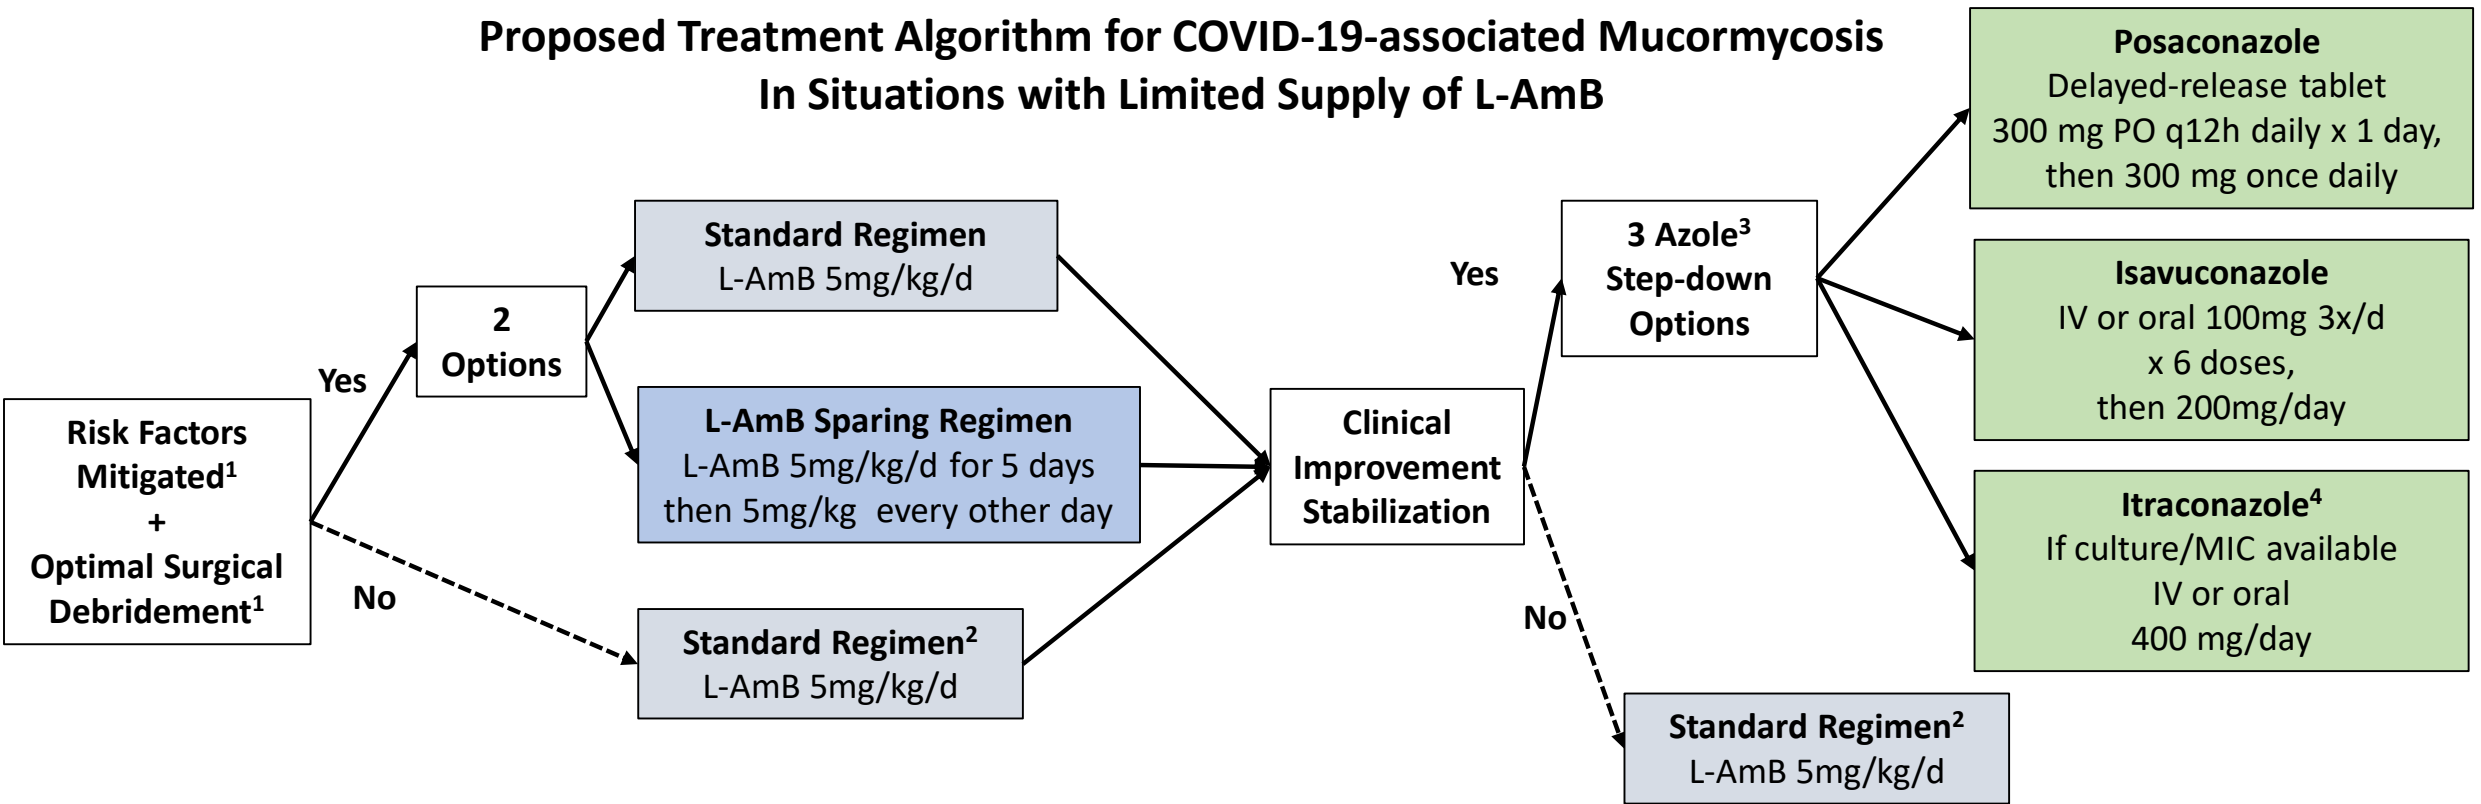 Proposed Treatment Algorithm for COVID-19-associated Mucormycosis
In Situations with Limited Supply of L-AmB
Risk Factors
Mitigated¹
+
Optimal Surgical
Debridement¹
Yes
No
2
Options
Standard Regimen
L-AmB 5mg/kg/d
L-AmB Sparing Regimen
L-AmB 5mg/kg/d for 5 days
then 5mg/kg every other day
Standard Regimen²
L-AmB 5mg/kg/d
Clinical
Improvement
Stabilization
Yes
No
3 Azole³
Step-down
Options
Standard Regimen²
L-AmB 5mg/kg/d
Posaconazole
Delayed-release tablet
300 mg PO q12h daily x 1 day,
then 300 mg once daily
Isavuconazole
IV or oral 100mg 3x/d
x 6 doses,
then 200mg/day
Itraconazole⁴
If culture/MIC available
IV or oral
400 mg/day